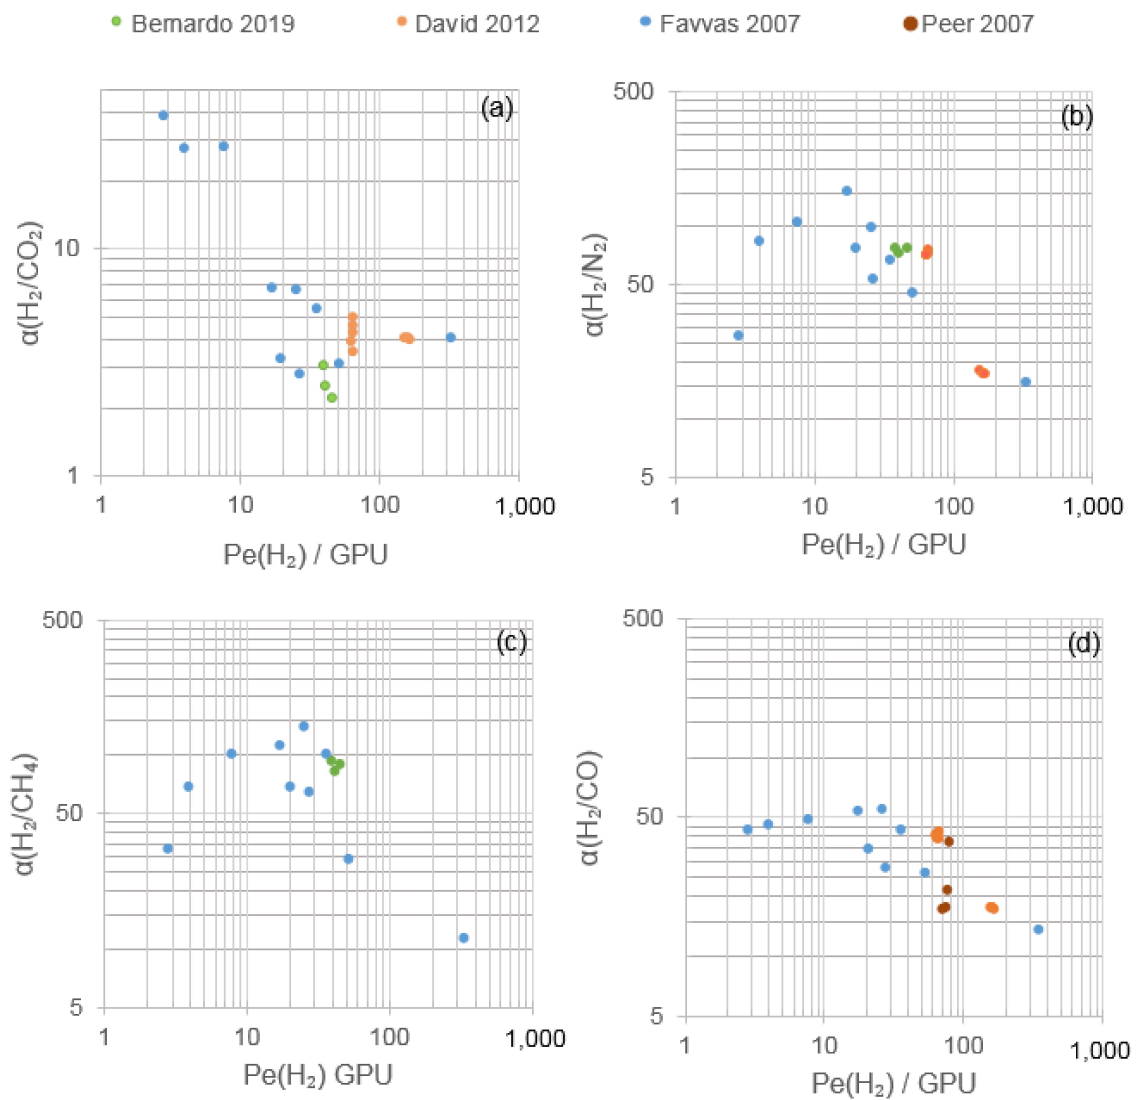 Bernardo 2019 David 2012 Favvas 2007 Peer 2007
(a)
α(H₂/CO₂)
10
1
1 10 100 1,000
Pe(H₂) / GPU
(b)
α(H₂/N₂)
500
50
5
1 10 100 1,000
Pe(H₂) / GPU
(c)
α(H₂/CH₄)
500
50
5
1 10 100 1,000
Pe(H₂) GPU
(d)
α(H₂/CO)
500
50
5
1 10 100 1,000
Pe(H₂) / GPU